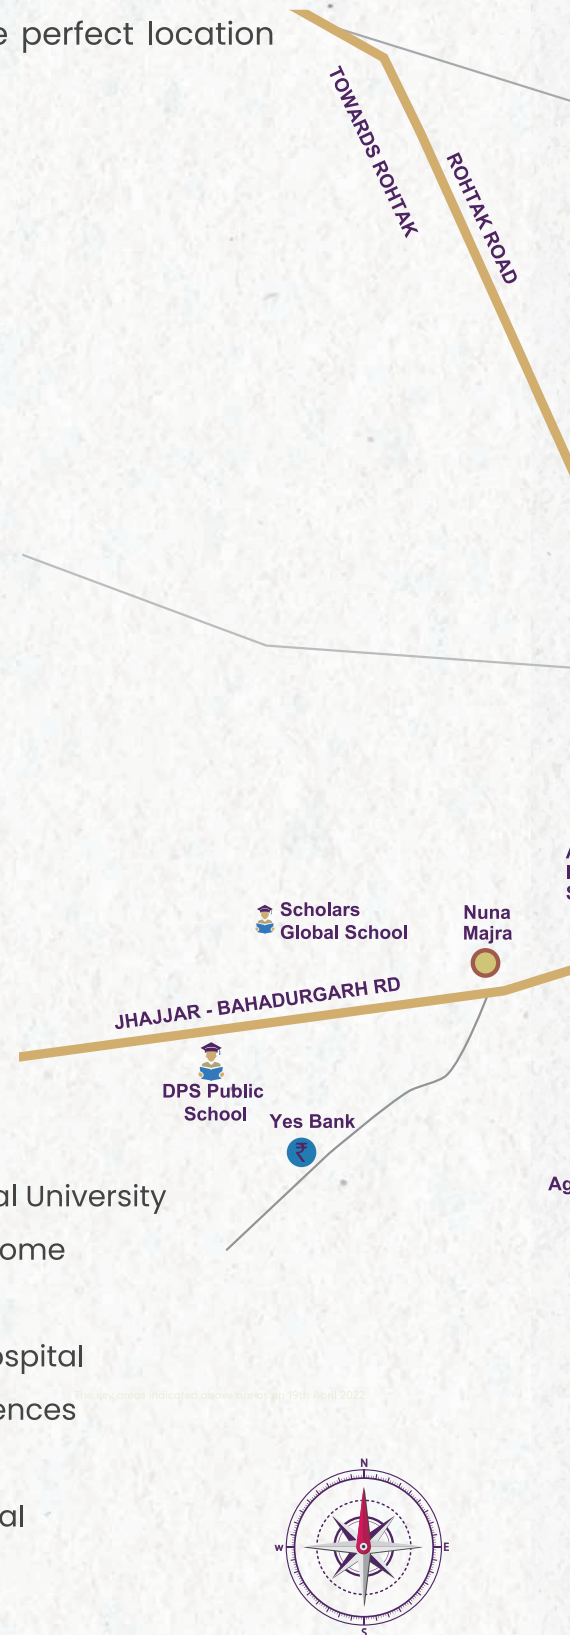 e perfect location
TOWARDS ROHTAK
ROHTAK ROAD
Scholars
Global School
Nuna
Majra
JHAJJAR - BAHADURGARH RD
DPS Public
School
Yes Bank
₹
Ag
al University
ome
ospital
ences
al
N
W
E
S